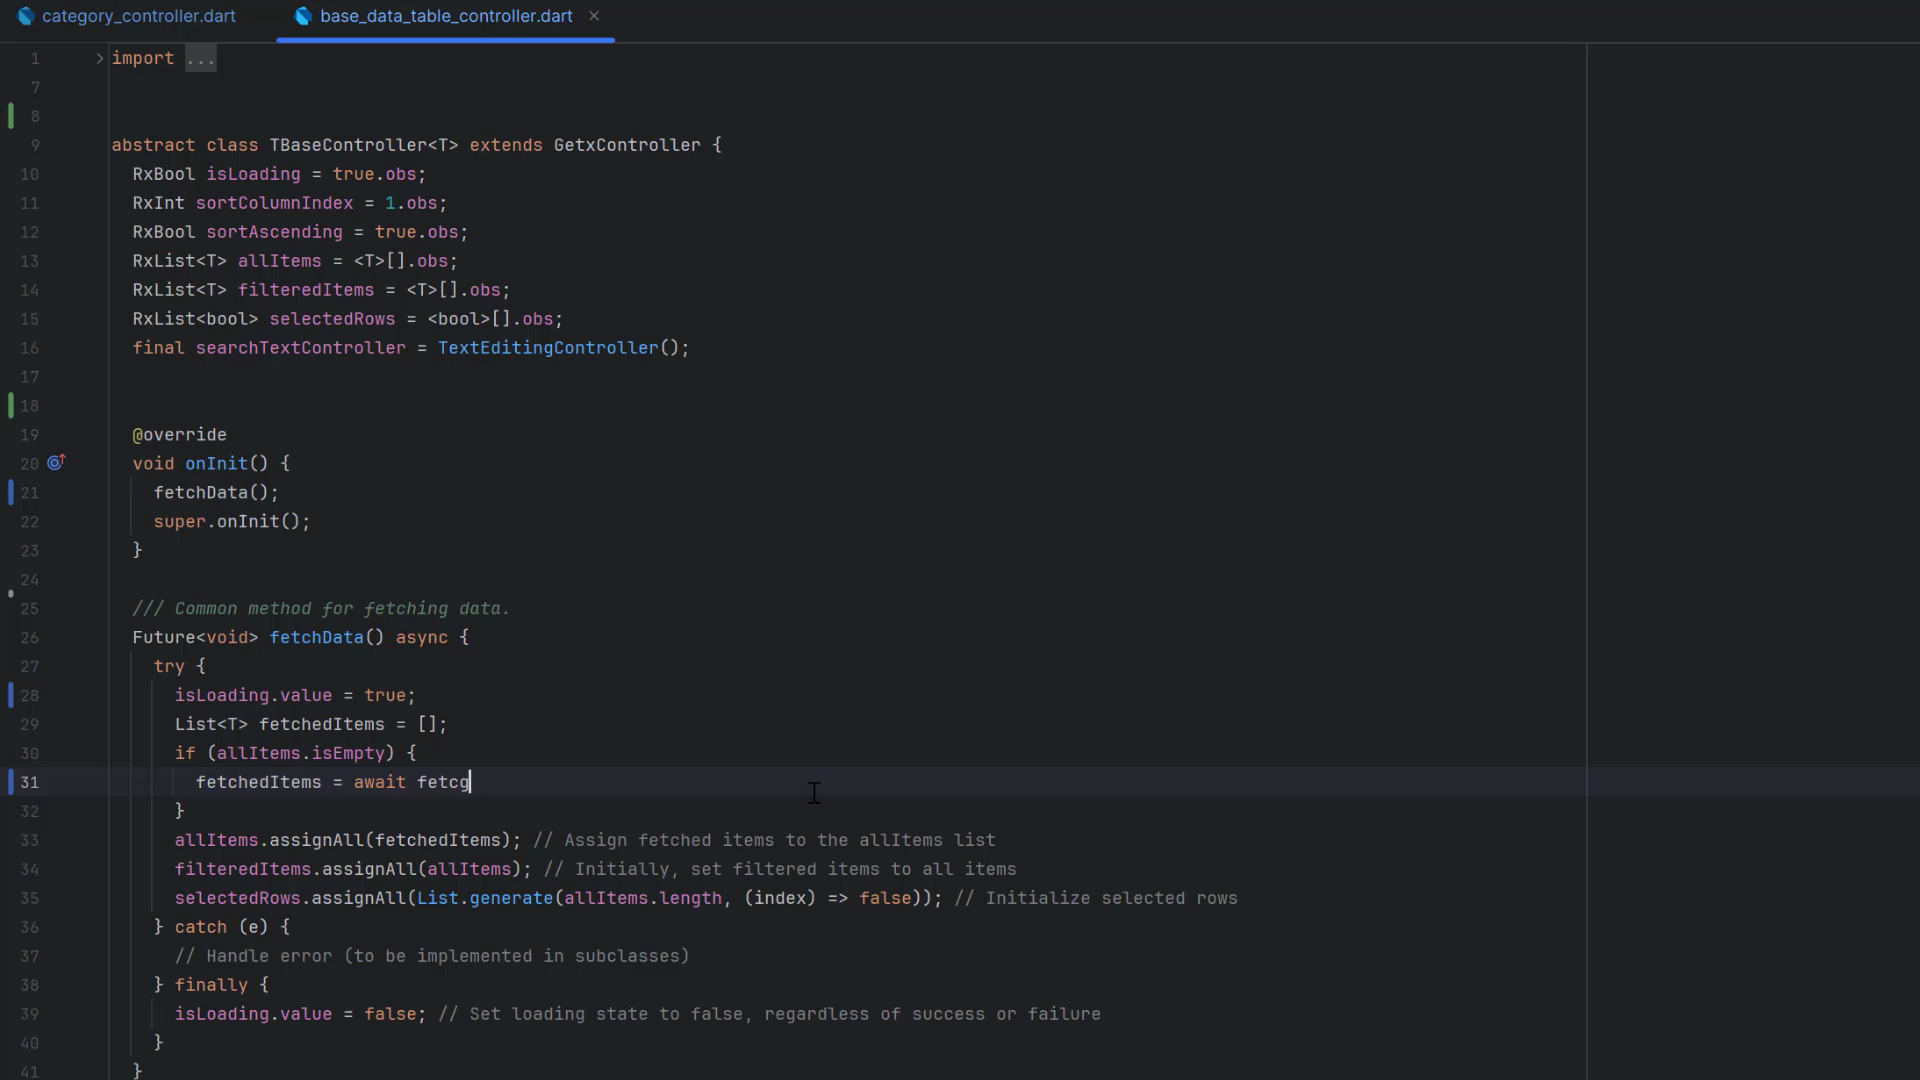 category_controller.dart base_data_table_controller.dart
1 import ...
7
8
9 abstract class TBaseController<T> extends GetxController {
10 RxBool isLoading = true.obs;
11 RxInt sortColumnIndex = 1.obs;
12 RxBool sortAscending = true.obs;
13 RxList<T> allItems = <T>[].obs;
14 RxList<T> filteredItems = <T>[].obs;
15 RxList<bool> selectedRows = <bool>[].obs;
16 final searchTextController = TextEditingController();
17
18
19 @override
20 void onInit() {
21 fetchData();
22 super.onInit();
23 }
24
25 /// Common method for fetching data.
26 Future<void> fetchData() async {
27 try {
28 isLoading.value = true;
29 List<T> fetchedItems = [];
30 if (allItems.isEmpty) {
31 fetchedItems = await fetcg
32 }
33 allItems.assignAll(fetchedItems); // Assign fetched items to the allItems list
34 filteredItems.assignAll(allItems); // Initially, set filtered items to all items
35 selectedRows.assignAll(List.generate(allItems.length, (index) => false)); // Initialize selected rows
36 } catch (e) {
37 // Handle error (to be implemented in subclasses)
38 } finally {
39 isLoading.value = false; // Set loading state to false, regardless of success or failure
40 }
41 }